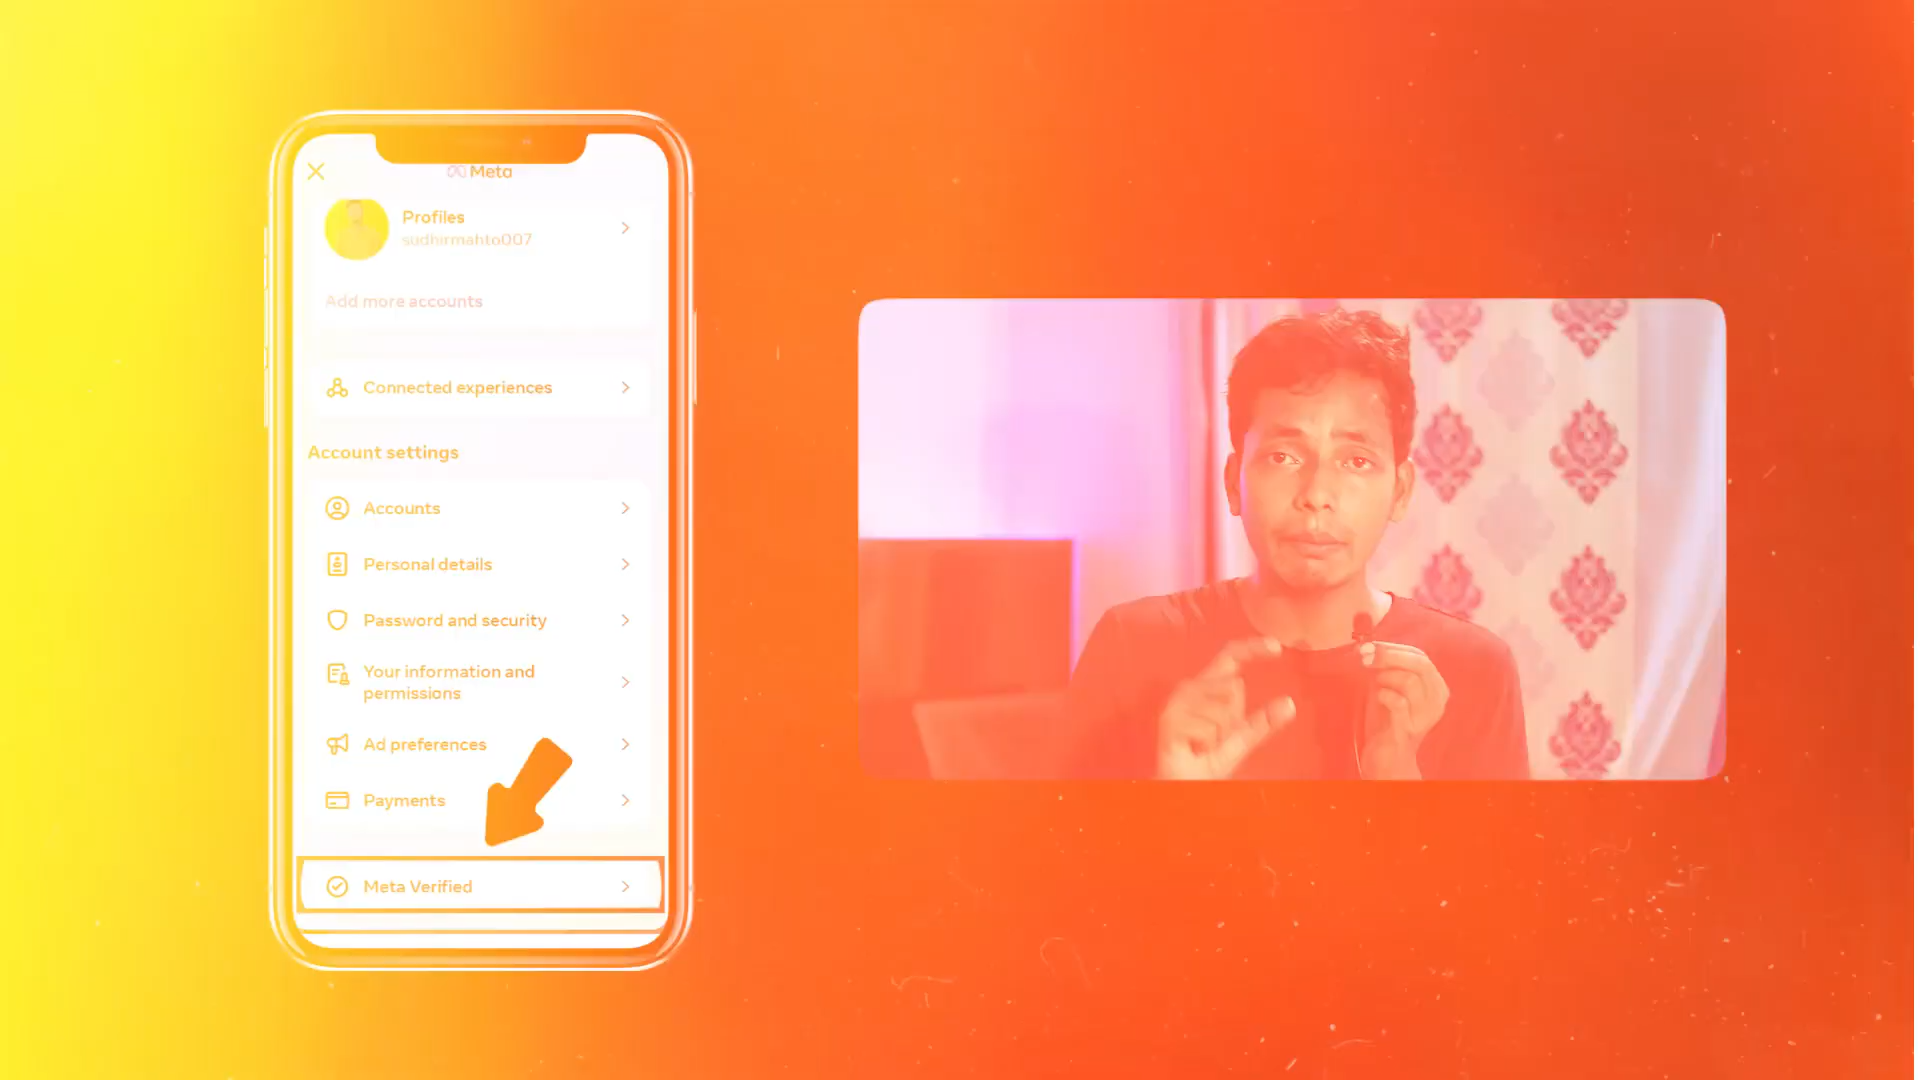 Meta
Profiles
sudhirmahto007
Add more accounts
Connected experiences
Account settings
Accounts
Personal details
Password and security
Your information and
permissions
Ad preferences
Payments
Meta Verified